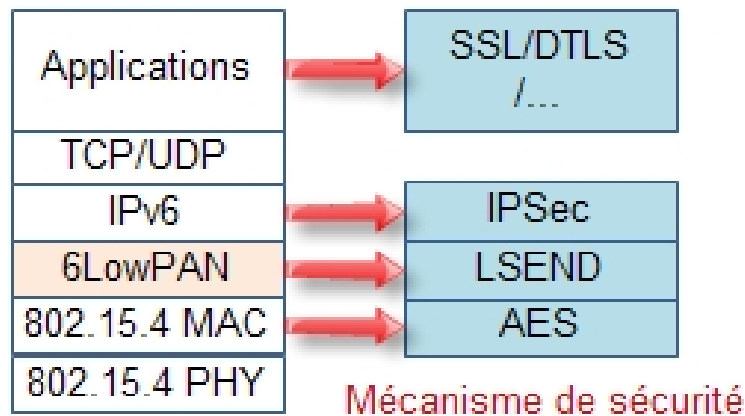 Applications
SSL/DTLS
/...
TCP/UDP
IPv6
IPSec
6LowPAN
LSEND
802.15.4 MAC
AES
802.15.4 PHY
Mécanisme de sécurité